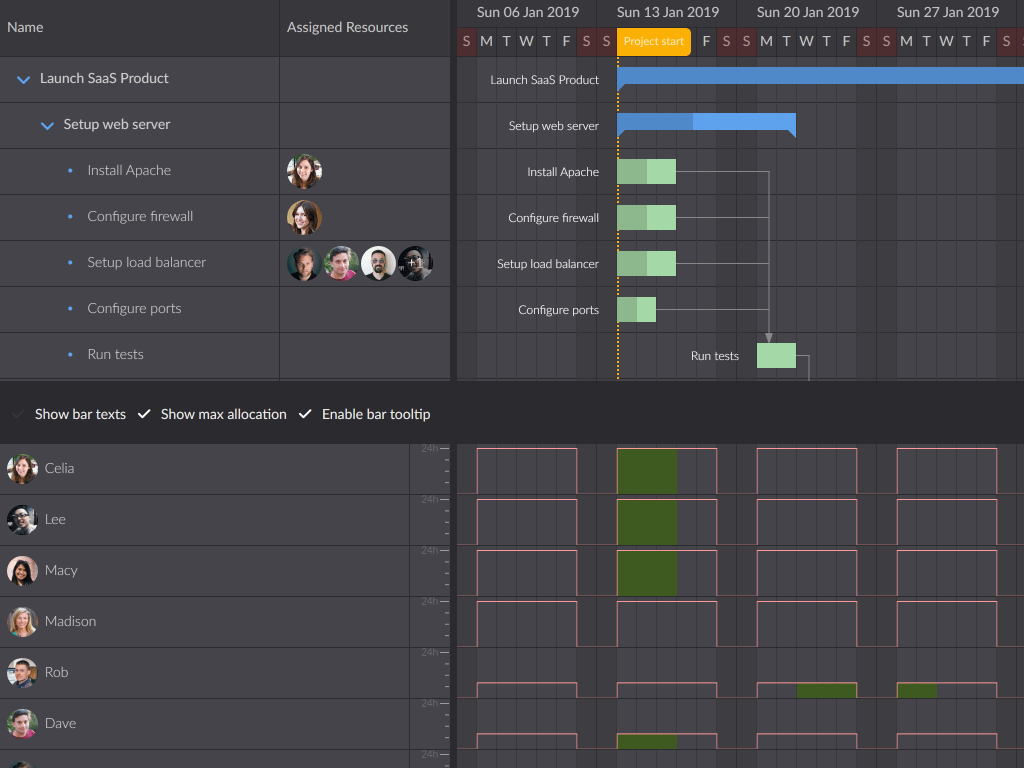 Name
Assigned Resources
Sun 06 Jan 2019
Sun 13 Jan 2019
Sun 20 Jan 2019
Sun 27 Jan 2019
S M T W T F S S Project start F S S M T W T F S S M T W T F S
Launch SaaS Product
Launch SaaS Product
Setup web server
Setup web server
Install Apache
Install Apache
Configure firewall
Configure firewall
Setup load balancer
+1
Setup load balancer
Configure ports
Configure ports
Run tests
Run tests
Show bar texts
Show max allocation
Enable bar tooltip
24h
Celia
24h
Lee
24h
Macy
24h
Madison
24h
Rob
24h
Dave
24h